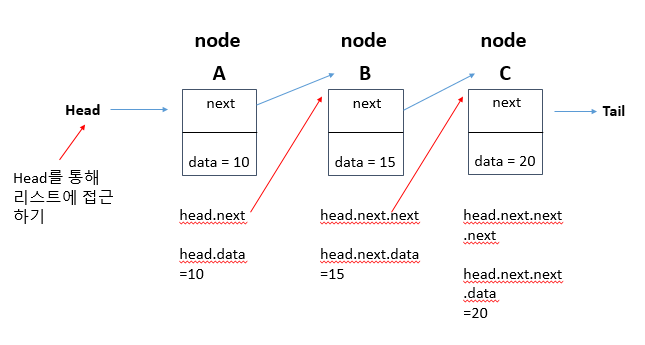 node
node
node
A
B
C
Head
next
next
next
Tail
data = 10
data = 15
data = 20
Head를 통해
리스트에 접근
하기
head.next
head.data
=10
head.next.next
head.next.data
=15
head.next.next
.next
head.next.next
.data
=20